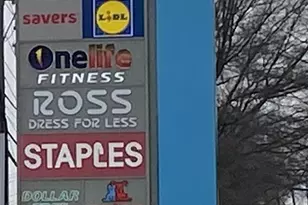 savers LIDL
Onelife
FITNESS
ROSS
DRESS FOR LESS
STAPLES
DOLLAR